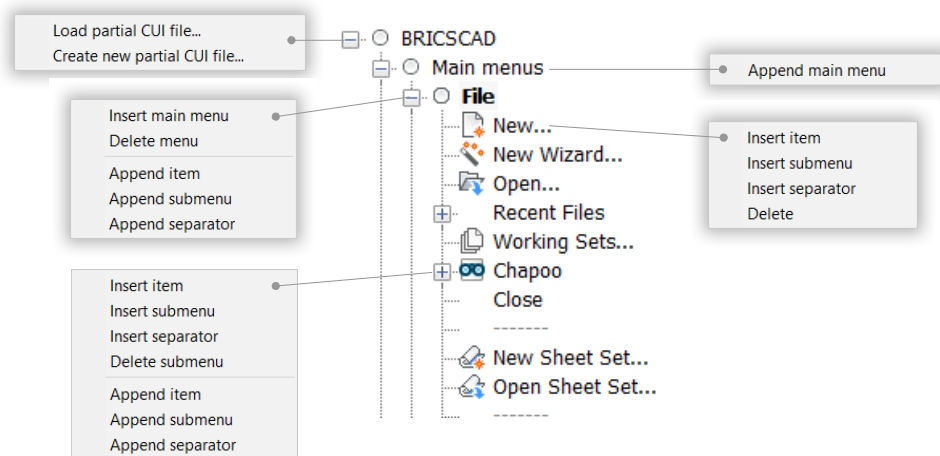 Load partial CUI file...
Create new partial CUI file...
BRICSCAD
Main menus
Append main menu
File
Insert main menu
Delete menu
Append item
Append submenu
Append separator
New...
Insert item
Insert submenu
Insert separator
Delete
New Wizard...
Open...
Recent Files
Working Sets...
Chapoo
Insert item
Insert submenu
Insert separator
Delete submenu
Append item
Append submenu
Append separator
Close
-------
New Sheet Set...
Open Sheet Set...
-------